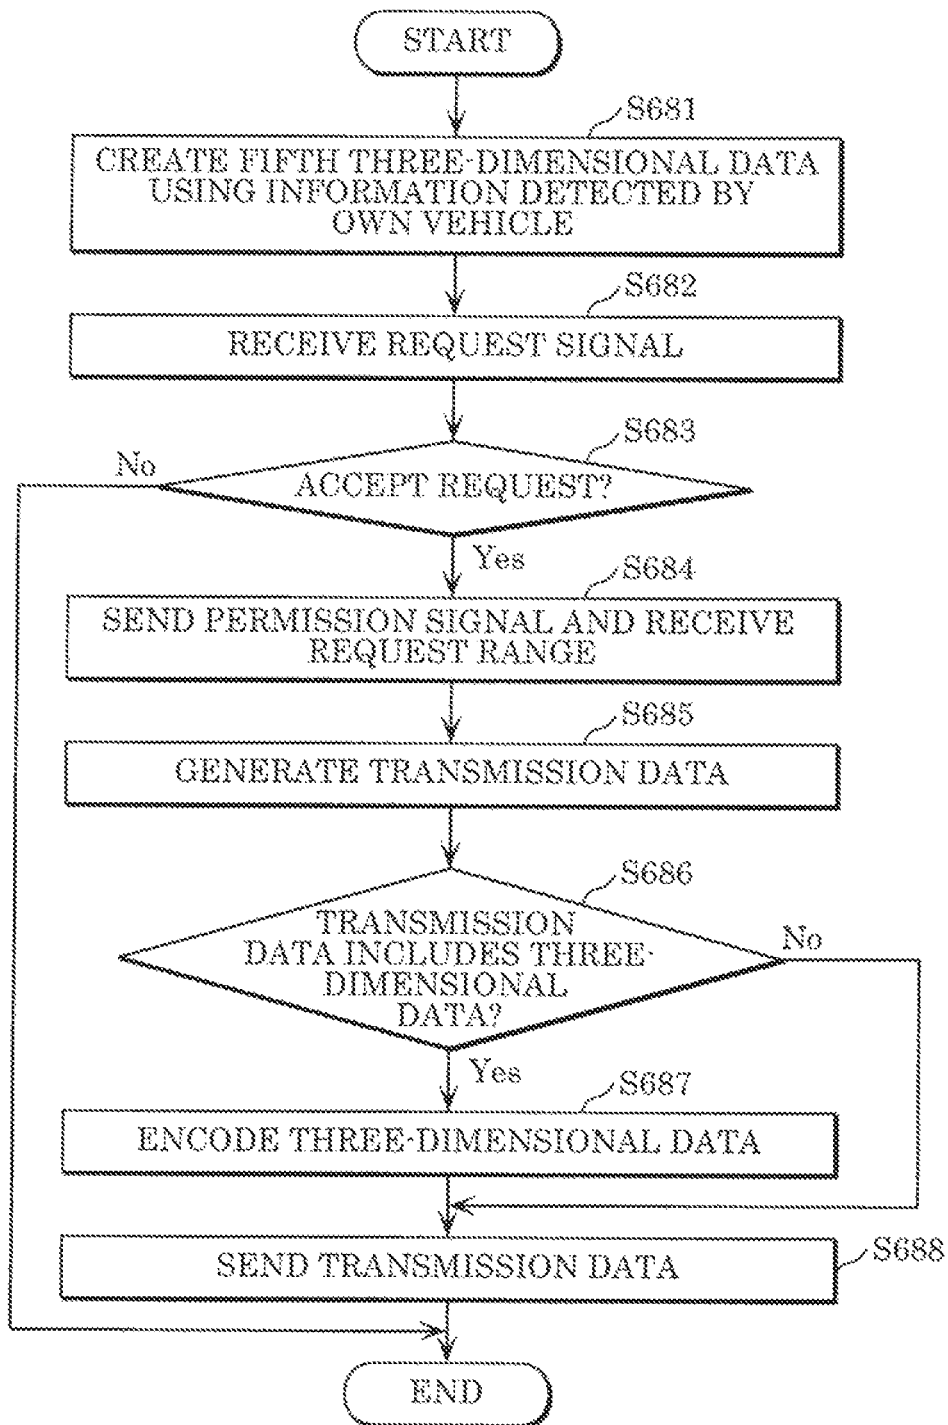 START
S681
CREATE FIFTH THREE-DIMENSIONAL DATA
USING INFORMATION DETECTED BY
OWN VEHICLE
S682
RECEIVE REQUEST SIGNAL
S683
No
ACCEPT REQUEST?
Yes
S684
SEND PERMISSION SIGNAL AND RECEIVE
REQUEST RANGE
S685
GENERATE TRANSMISSION DATA
S686
TRANSMISSION
DATA INCLUDES THREE-
DIMENSIONAL
DATA?
No
Yes
S687
ENCODE THREE-DIMENSIONAL DATA
S688
SEND TRANSMISSION DATA
END